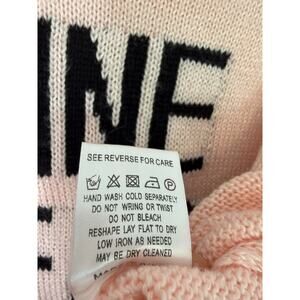 INE
SEE REVERSE FOR CARE
HAND WASH COLD SEPARATELY
DO NOT WRING OR TWIST
DO NOT BLEACH
RESHAPE LAY FLAT TO DRY
LOW IRON AS NEEDED
MAY BE DRY CLEANED